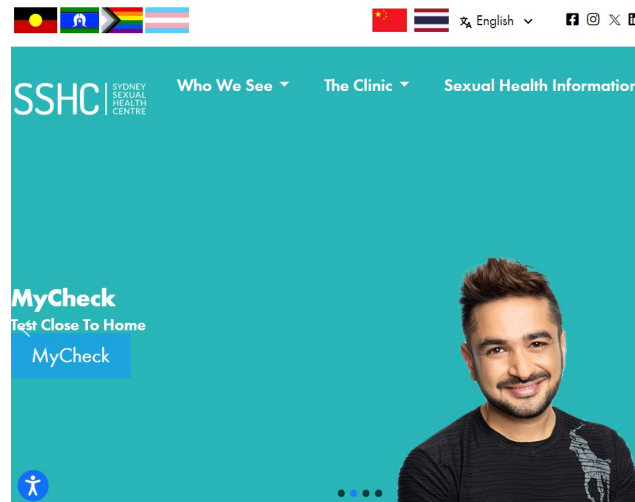 English
SSHC
SYDNEY
SEXUAL
HEALTH
CENTRE
Who We See
The Clinic
Sexual Health Information
MyCheck
Test Close To Home
MyCheck